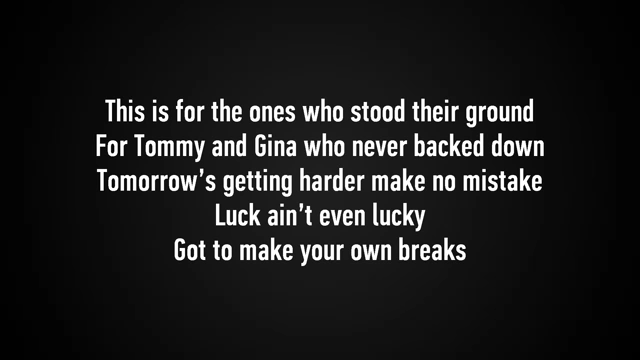 This is for the ones who stood their ground
For Tommy and Gina who never backed down
Tomorrow’s getting harder make no mistake
Luck ain’t even lucky
Got to make your own breaks